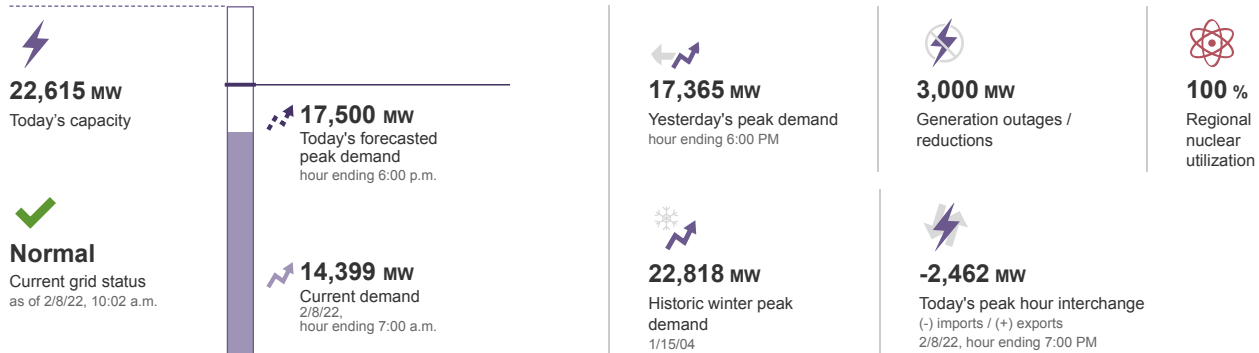 22,615 MW
Today's capacity
Normal
Current grid status
as of 2/8/22, 10:02 a.m.
17,500 MW
Today's forecasted
peak demand
hour ending 6:00 p.m.
14,399 MW
Current demand
2/8/22,
hour ending 7:00 a.m.
17,365 MW
Yesterday's peak demand
hour ending 6:00 PM
3,000 MW
Generation outages /
reductions
100 %
Regional
nuclear
utilization
22,818 MW
Historic winter peak
demand
1/15/04
-2,462 MW
Today's peak hour interchange
(-) imports / (+) exports
2/8/22, hour ending 7:00 PM